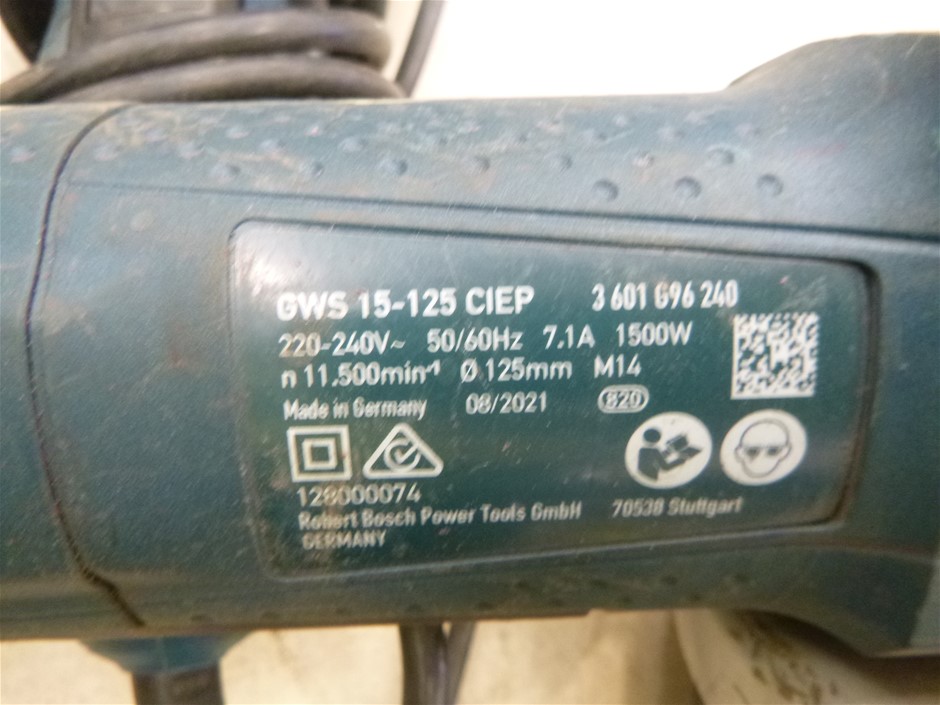 GWS 15-125 CIEP 3 601 G96 240
220-240V~ 50/60Hz 7.1A 1500W
n 11.500min⁻¹ Ø 125mm M14
Made in Germany 08/2021 820
128000074
Robert Bosch Power Tools GmbH 70538 Stuttgart
GERMANY